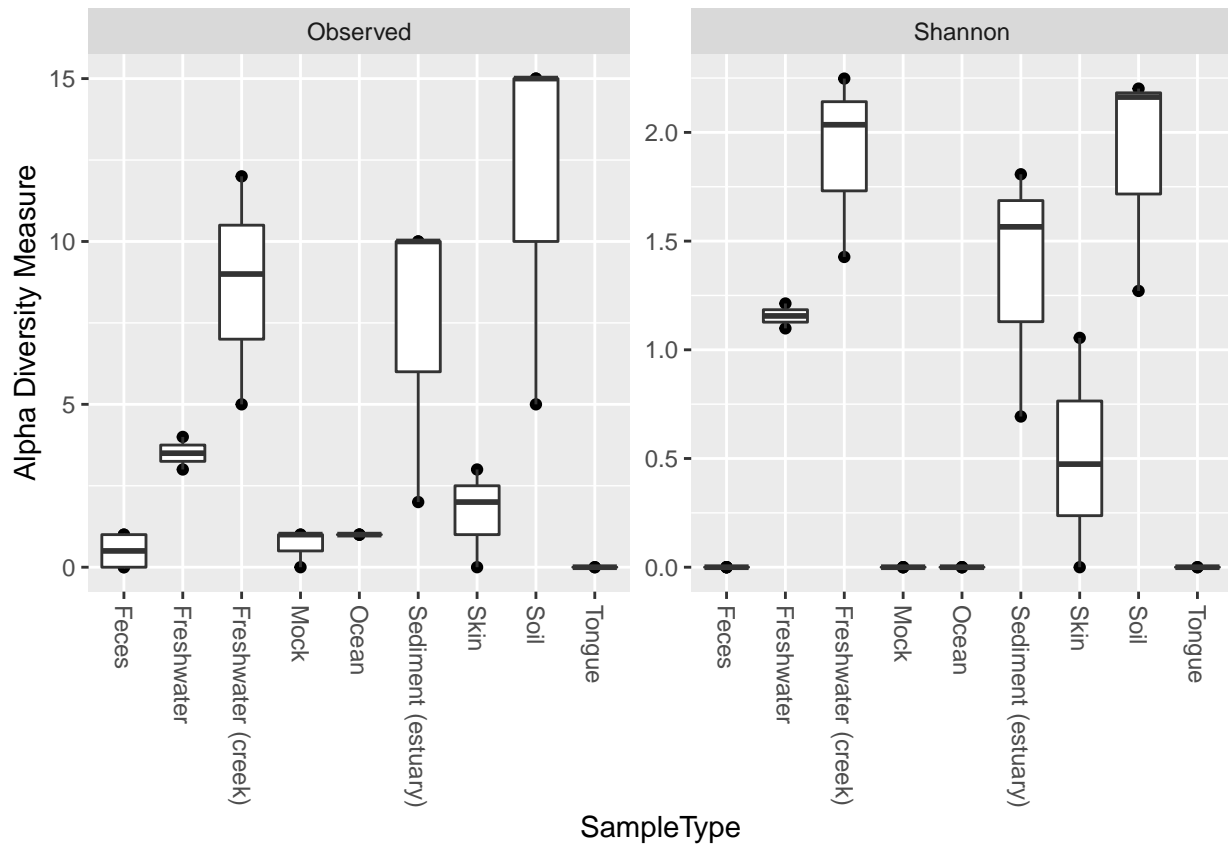 Observed
Shannon
Alpha Diversity Measure
15
10
5
0
2.0
1.5
1.0
0.5
0.0
Feces
Freshwater
Freshwater (creek)
Mock
Ocean
Sediment (estuary)
Skin
Soil
Tongue
Feces
Freshwater
Freshwater (creek)
Mock
Ocean
Sediment (estuary)
Skin
Soil
Tongue
SampleType